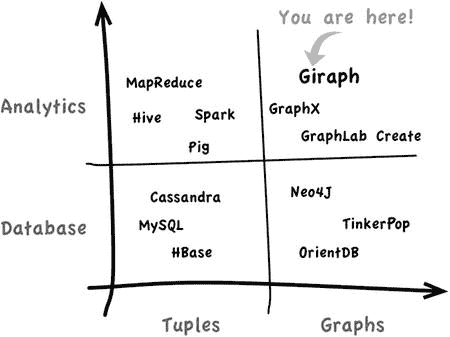 You are here!
Giraph
MapReduce
GraphX
Analytics
Hive
Spark
GraphLab Create
Pig
Cassandra
Neo4J
MySQL
TinkerPop
Database
HBase
OrientDB
Tuples
Graphs